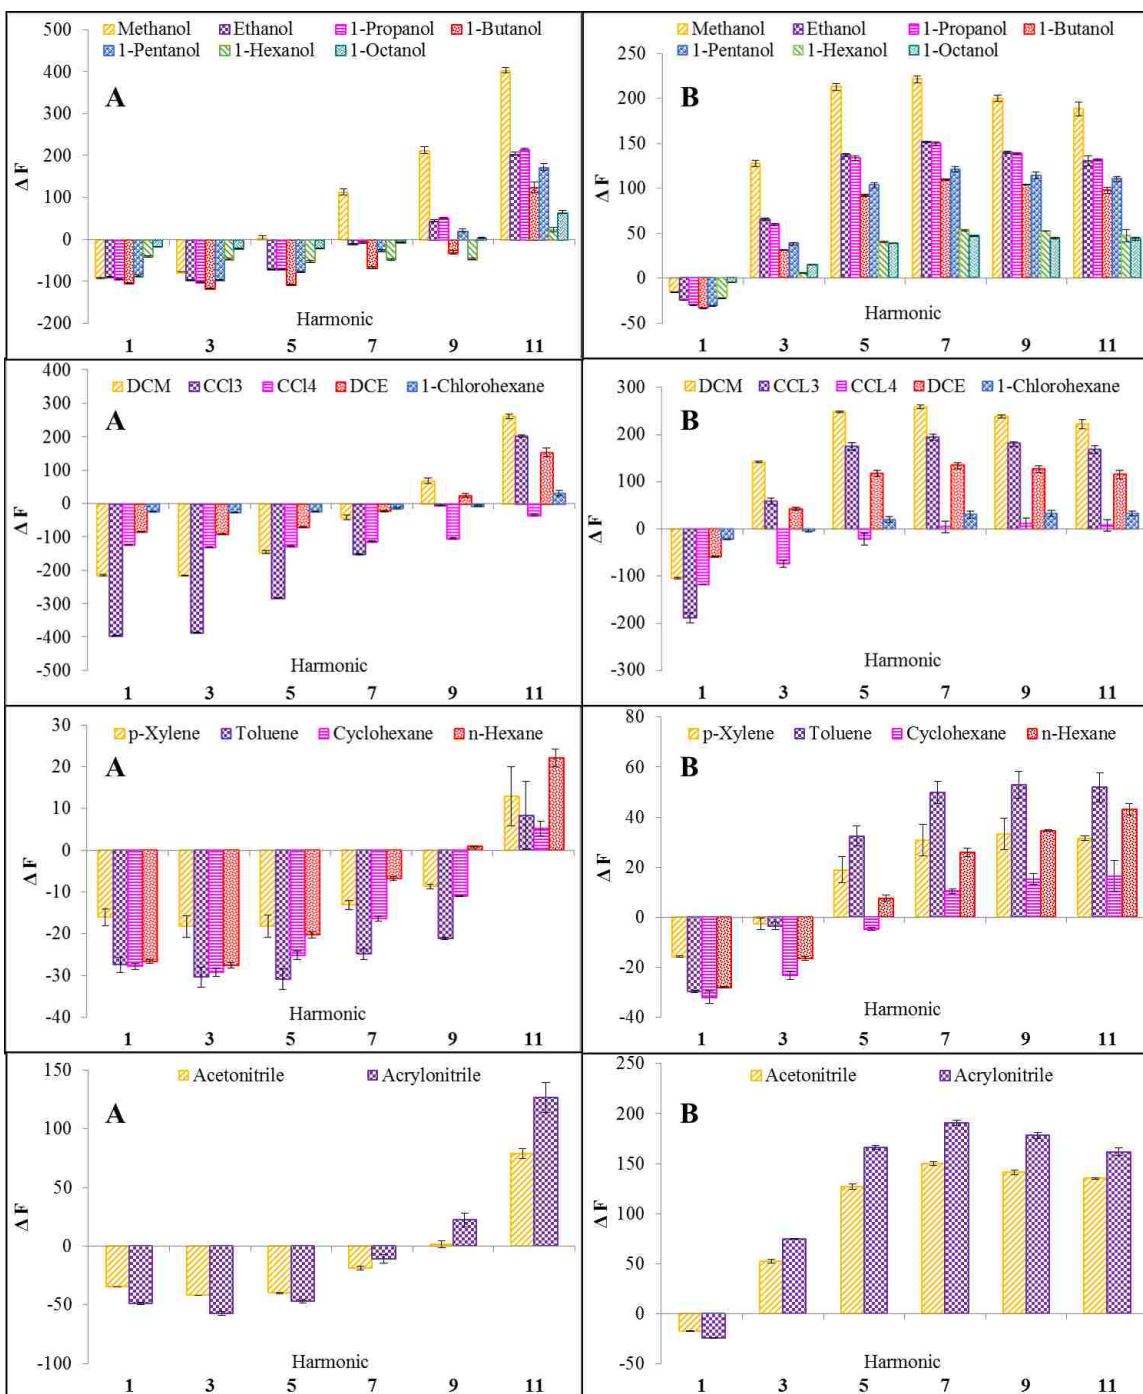 Methanol Ethanol 1-Propanol 1-Butanol
1-Pentanol 1-Hexanol 1-Octanol
A
500
400
300
200
100
0
-100
-200
Δ F
Harmonic
1 3 5 7 9 11
Methanol Ethanol 1-Propanol 1-Butanol
1-Pentanol 1-Hexanol 1-Octanol
B
250
200
150
100
50
0
-50
Δ F
Harmonic
1 3 5 7 9 11
DCM CCl3 CCl4 DCE 1-Chlorohexane
A
400
300
200
100
0
-100
-200
-300
-400
-500
Δ F
Harmonic
1 3 5 7 9 11
DCM CCL3 CCL4 DCE 1-Chlorohexane
B
300
200
100
0
-100
-200
-300
Δ F
Harmonic
1 3 5 7 9 11
p-Xylene Toluene Cyclohexane n-Hexane
A
30
20
10
0
-10
-20
-30
-40
Δ F
Harmonic
1 3 5 7 9 11
p-Xylene Toluene Cyclohexane n-Hexane
B
80
60
40
20
0
-20
-40
Δ F
Harmonic
1 3 5 7 9 11
Acetonitrile Acrylonitrile
A
150
100
50
0
-50
-100
Δ F
Harmonic
1 3 5 7 9 11
Acetonitrile Acrylonitrile
B
250
200
150
100
50
0
-50
Δ F
Harmonic
1 3 5 7 9 11